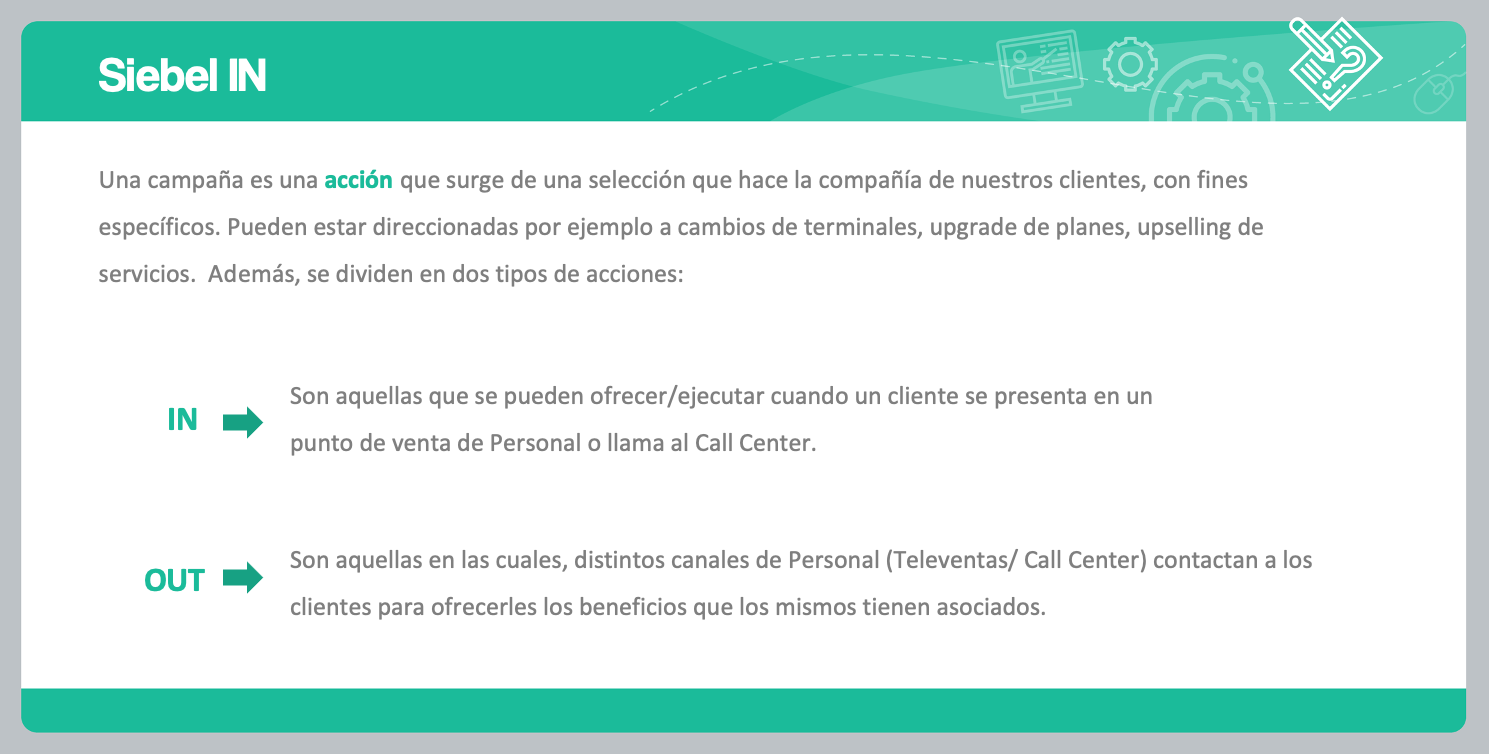 Siebel IN
Una campaña es una acción que surge de una selección que hace la compañía de nuestros clientes, con fines
específicos. Pueden estar direccionadas por ejemplo a cambios de terminales, upgrade de planes, upselling de
servicios.  Además, se dividen en dos tipos de acciones:
IN
Son aquellas que se pueden ofrecer/ejecutar cuando un cliente se presenta en un
punto de venta de Personal o llama al Call Center.
OUT
Son aquellas en las cuales, distintos canales de Personal (Televentas/ Call Center) contactan a los
clientes para ofrecerles los beneficios que los mismos tienen asociados.